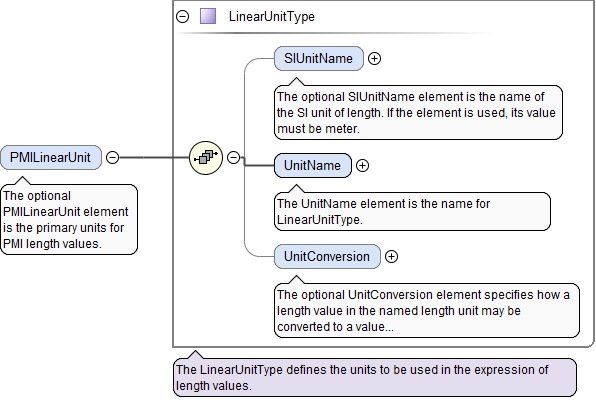 LinearUnitType
SIUnitName
The optional SIUnitName element is the name of
the SI unit of length. If the element is used, its value
must be meter.
PMILinearUnit
The optional
PMILinearUnit element
is the primary units for
PMI length values.
UnitName
The UnitName element is the name for
LinearUnitType.
UnitConversion
The optional UnitConversion element specifies how a
length value in the named length unit may be
converted to a value...
The LinearUnitType defines the units to be used in the expression of
length values.